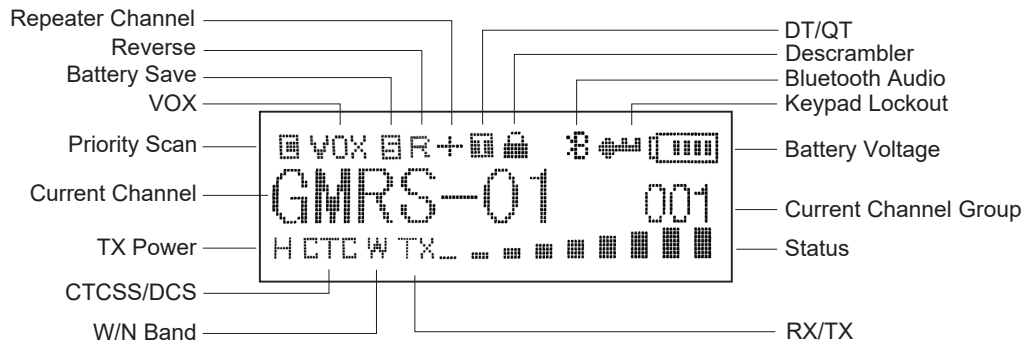 Repeater Channel
Reverse
Battery Save
VOX
Priority Scan
Current Channel
TX Power
CTCSS/DCS
W/N Band
DT/QT
Descrambler
Bluetooth Audio
Keypad Lockout
Battery Voltage
Current Channel Group
Status
RX/TX
VOX S R +
GMRS-01 001
H CTC W TX